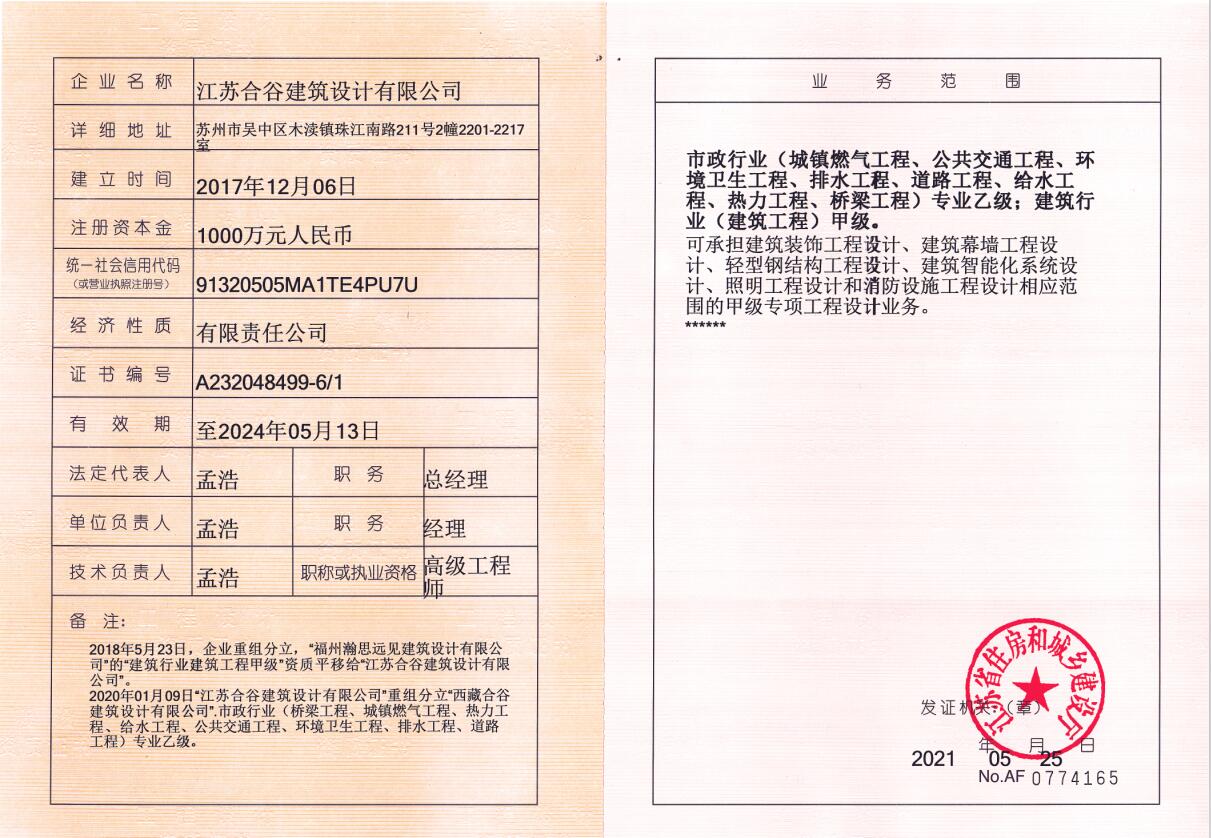 企业名称 江苏合谷建筑设计有限公司
详细地址 苏州市吴中区木渎镇珠江南路211号2幢2201-2217
室
建立时间 2017年12月06日
注册资本金 1000万元人民币
统一社会信用代码
（或营业执照注册号） 91320505MA1TE4PU7U
经济性质 有限责任公司
证书编号 A232048499-6/1
有效期 至2024年05月13日
法定代表人 孟浩 职务 总经理
单位负责人 孟浩 职务 经理
技术负责人 孟浩 职称或执业资格 高级工程
师
备注：
2018年5月23日，企业重组分立，“福州瀚思远见建筑设计有限公
司”的“建筑行业建筑工程甲级”资质平移给“江苏合谷建筑设计有限
公司”。
2020年01月09日“江苏合谷建筑设计有限公司”重组分立“西藏合谷
建筑设计有限公司”.市政行业（桥梁工程、城镇燃气工程、热力工
程、给水工程、公共交通工程、环境卫生工程、排水工程、道路
工程）专业乙级。
业务范围
市政行业（城镇燃气工程、公共交通工程、环
境卫生工程、排水工程、道路工程、给水工
程、热力工程、桥梁工程）专业乙级；建筑行
业（建筑工程）甲级。
可承担建筑装饰工程设计、建筑幕墙工程设
计、轻型钢结构工程设计、建筑智能化系统设
计、照明工程设计和消防设施工程设计相应范
围的甲级专项工程设计业务。
******
江苏省住房和城乡建设厅
发证机关：（章）
年 月 日
2021 05 25
No.AF 0774165